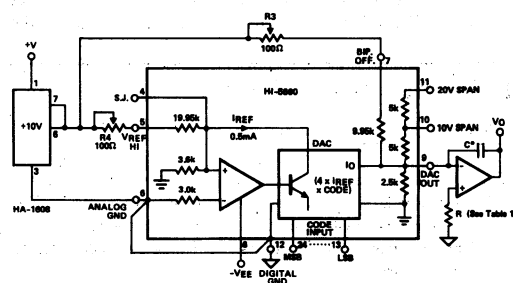 R3
100Ω
+V
BIP.
OFF.
7
1
11
20V SPAN
S.J.
4
HI-5660
5k
7
19.95k
IREF
0.5mA
9.95k
10
10V SPAN
+10V
6
R4
100Ω
5
VREF
HI
DAC
5k
C*
VO
3.6k
IO
9
DAC
OUT
3
(4 x IREF
x CODE)
2.5k
3.0k
HA-1608
ANALOG
GND
6
CODE
INPUT
R (See Table 1)
8
12
24
13
-VEE
DIGITAL
GND
MSB
LSB